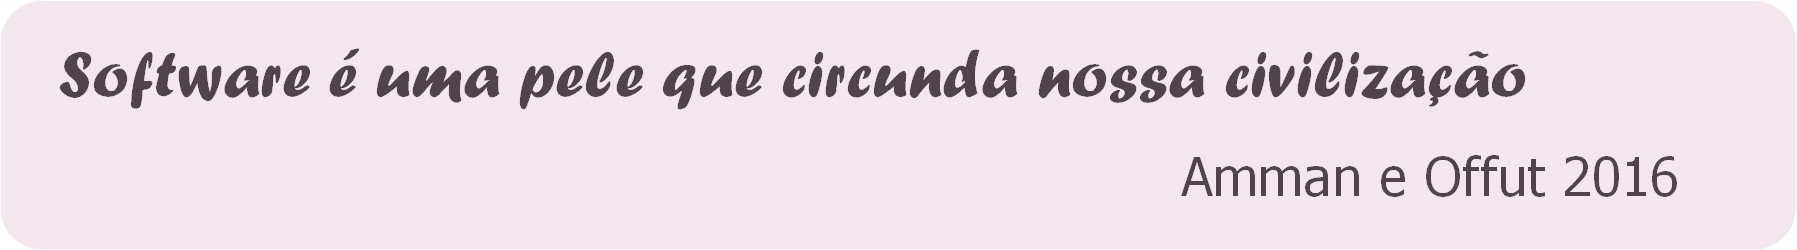 Software é uma pele que circunda nossa civilização
Amman e Offut 2016